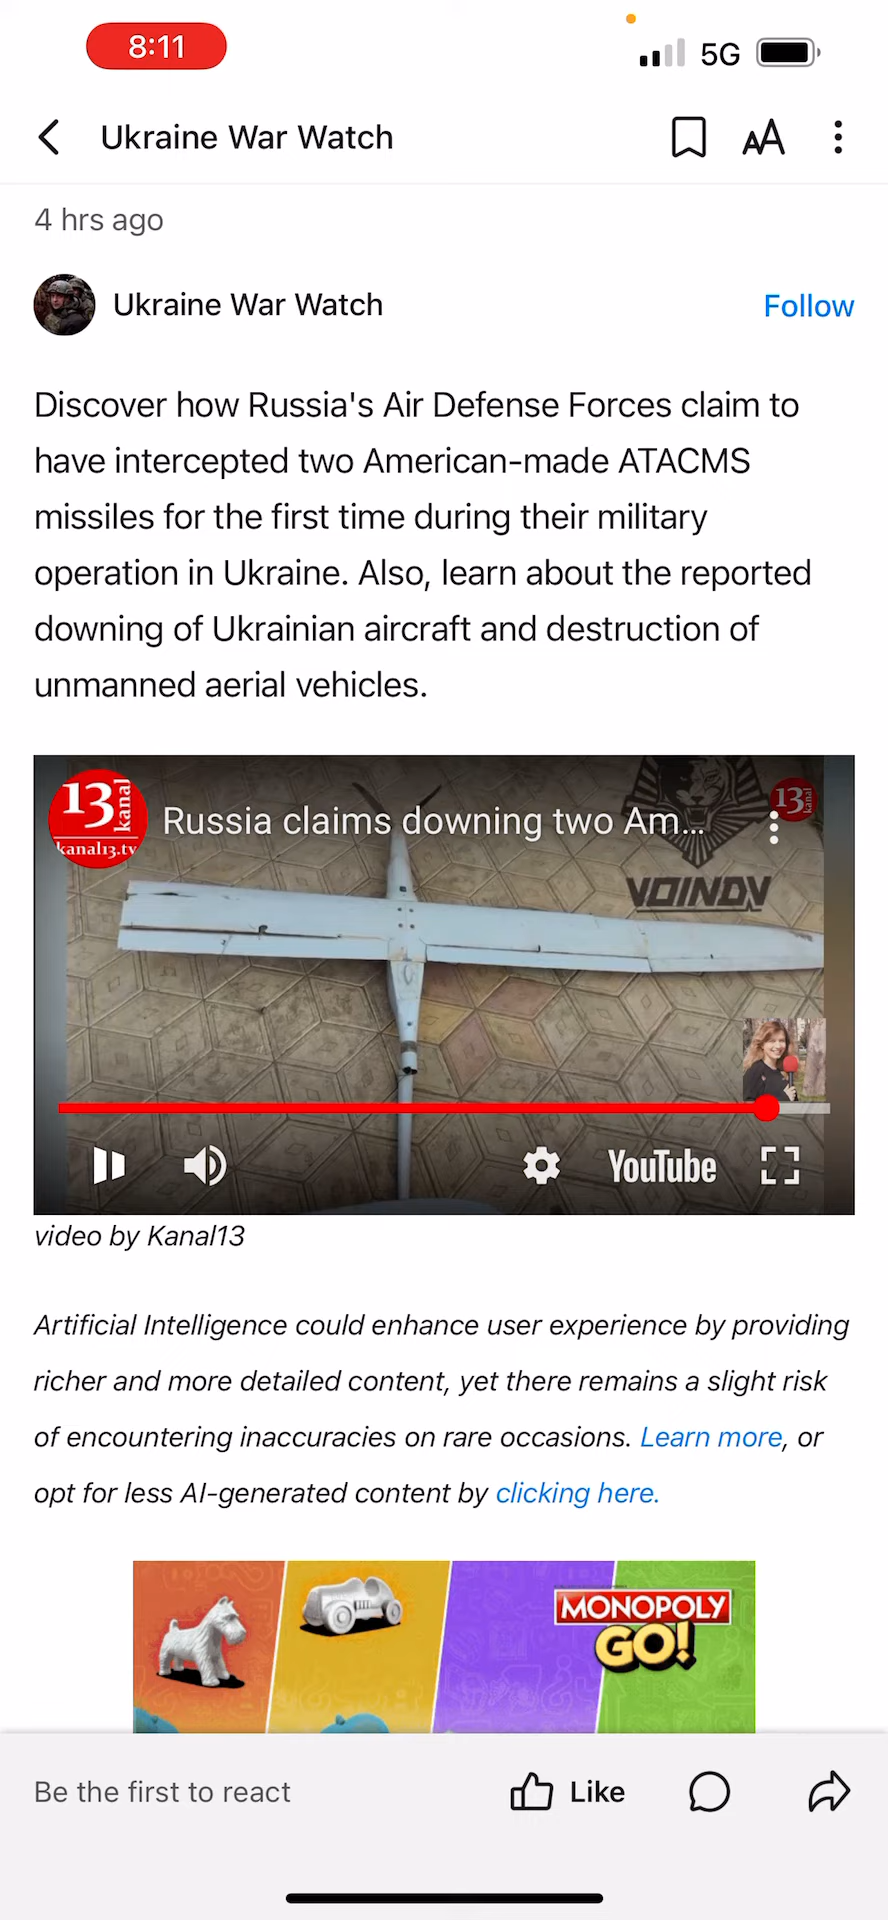 8:11
5G
Ukraine War Watch
AA
4 hrs ago
Ukraine War Watch
Follow
Discover how Russia's Air Defense Forces claim to
have intercepted two American-made ATACMS
missiles for the first time during their military
operation in Ukraine. Also, learn about the reported
downing of Ukrainian aircraft and destruction of
unmanned aerial vehicles.
13 kanal
kanal13.tv
Russia claims downing two Am...
13 kanal
VOINDV
YouTube
video by Kanal13
Artificial Intelligence could enhance user experience by providing
richer and more detailed content, yet there remains a slight risk
of encountering inaccuracies on rare occasions. Learn more, or
opt for less AI-generated content by clicking here.
MONOPOLY
GO!
Be the first to react
Like